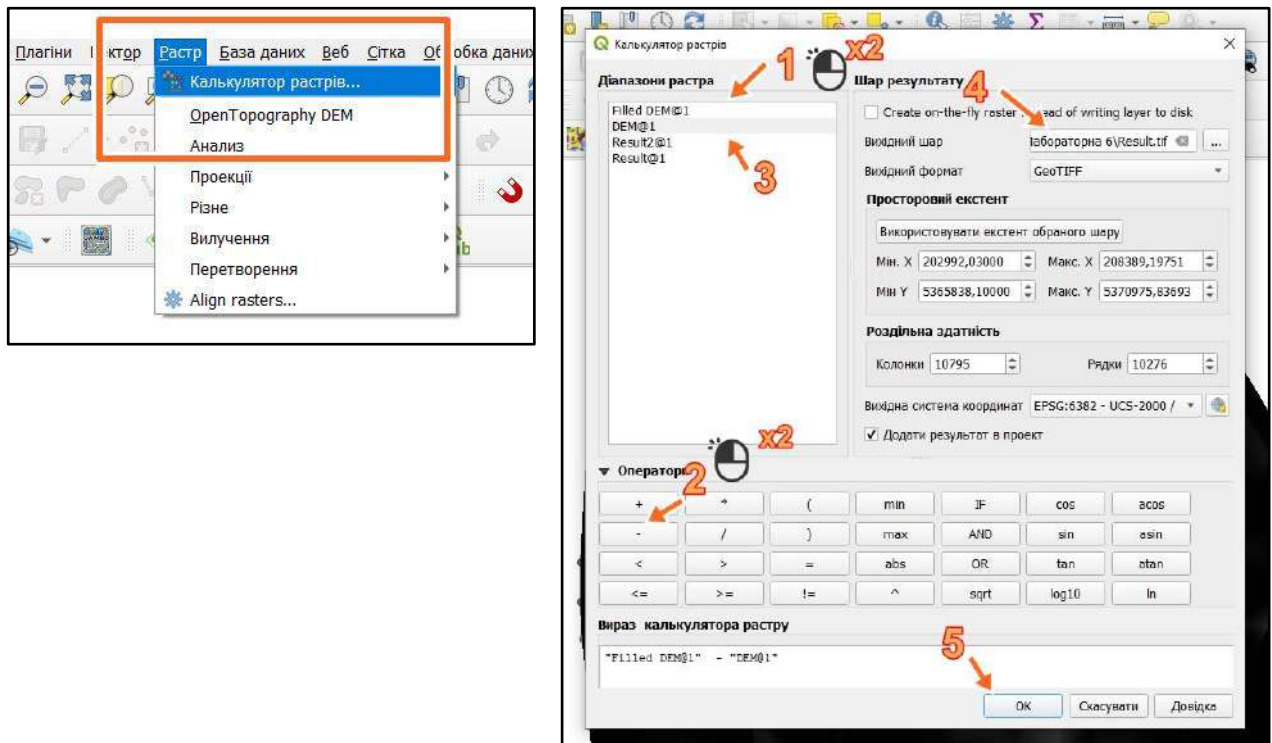 Плагіни Растр База даних Веб Сітка
Калькулятор растрів...
OpenTopography DEM
Анализ
Проекції
Різне
Вилучення
Перетворення
Align rasters...
Калькулятор растрів
1
x2
Діапазони растра
Шар результату
4
Filled DEM@1
DEM@1
Result2@1
Result@1
3
Create on-the-fly raster of writing layer to disk
Вихідний шар
6\Result.tif
...
Вихідний формат
GeoTIFF
Просторовий екстент
Використовувати екстент обраного шару
Мін. X 202992,03000 Макс. X 208389,19751
Мін Y 5365838,10000 Макс. Y 5370975,83693
Роздільна здатність
Колонки 10795 Рядки 10276
Вихідна система координат EPSG:6382 - UCS-2000 /
Додати результат в проект
x2
Оператори
2
+ * ( min IF cos acos
- / ) max AND sin asin
< > = abs OR tan atan
<= >= != ^ sqrt log10 ln
Вираз калькулятора растру
"Filled DEM@1" - "DEM@1"
5
OK Скасувати Довідка